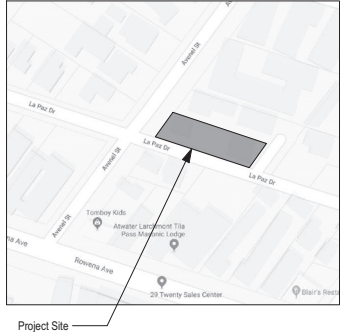 Avenel St
La Paz Dr
La Paz Dr
Avenel St
La Paz Dr
Tomboy Kids
Avenel St
Atwater Larchmont Tila
Pass Masonic Lodge
na Ave
Rowena Ave
29 Twenty Sales Center
Blair's Resta
Project Site